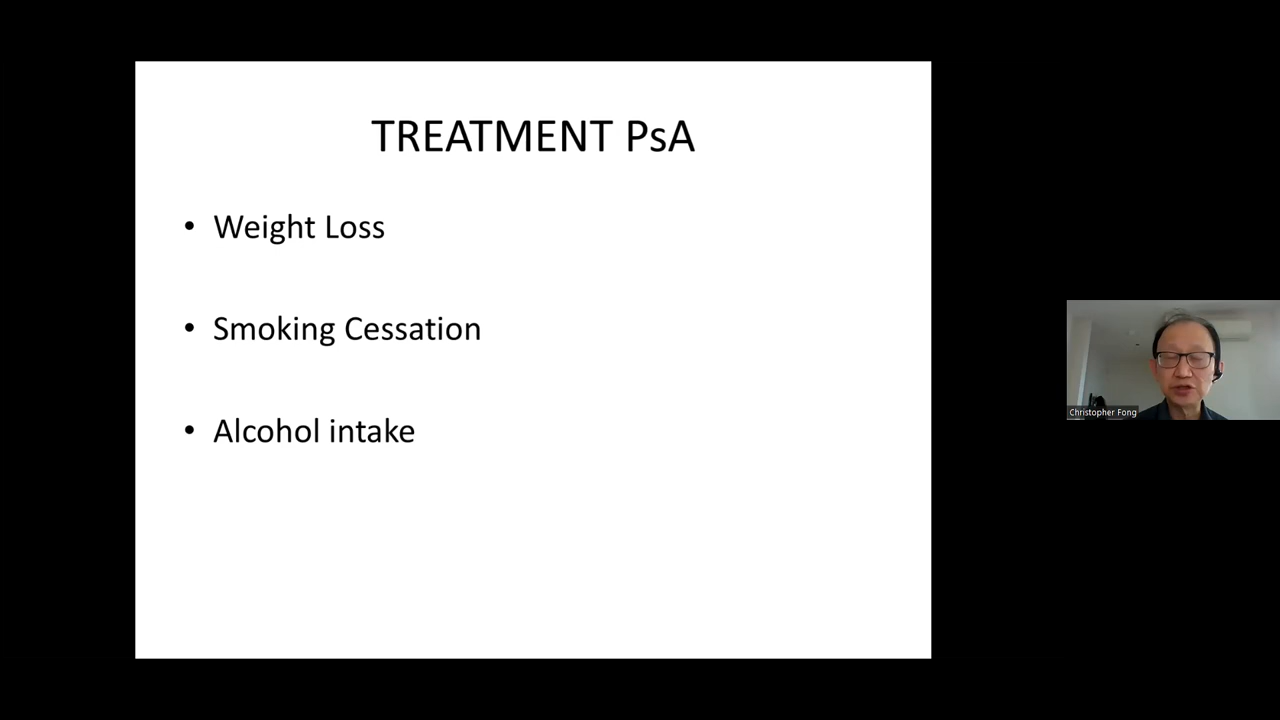 TREATMENT PsA
• Weight Loss
• Smoking Cessation
• Alcohol intake
Christopher Fong